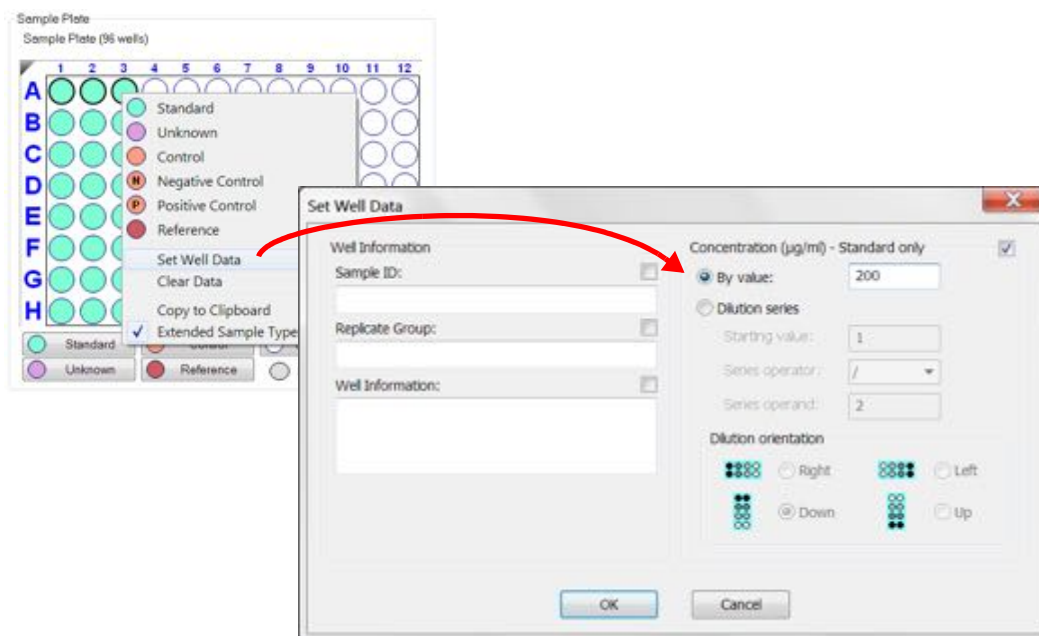 Sample Plate
Sample Plate (96 wells)
1 2 3 4 5 6 7 8 9 10 11 12
A
B
C
D
E
F
G
H
Standard
Unknown
Control
N Negative Control
P Positive Control
Reference
Set Well Data
Clear Data
Copy to Clipboard
Extended Sample Type
Standard
Unknown Reference
Set Well Data
Well Information
Sample ID:
Replicate Group:
Well Information:
Concentration (µg/ml) - Standard only
By value: 200
Dilution series
Starting value: 1
Series operator: /
Series operand: 2
Dilution orientation
Right Left
Down Up
OK Cancel